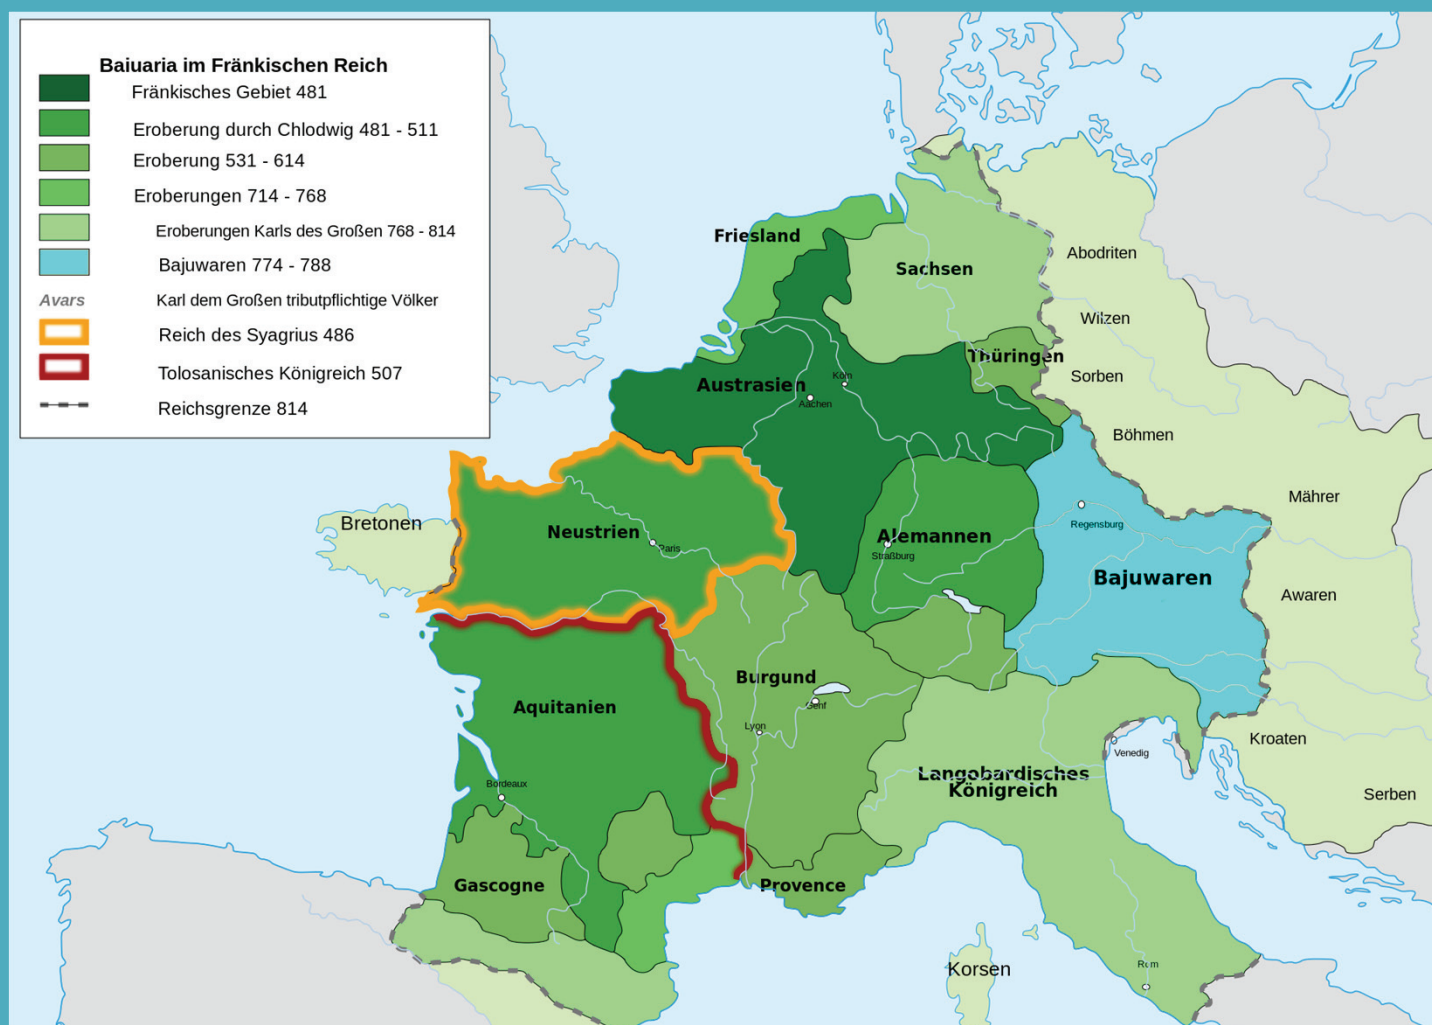 Baiuaria im Fränkischen Reich
Fränkisches Gebiet 481
Eroberung durch Chlodwig 481 - 511
Eroberung 531 - 614
Eroberungen 714 - 768
Eroberungen Karls des Großen 768 - 814
Bajuwaren 774 - 788
Avars Karl dem Großen tributpflichtige Völker
Reich des Syagrius 486
Tolosanisches Königreich 507
Reichsgrenze 814
Friesland
Sachsen
Abodriten
Wilzen
Thüringen
Sorben
Austrasien
Köln
Aachen
Böhmen
Mährer
Bretonen
Neustrien
Paris
Alemannen
Straßburg
Regensburg
Bajuwaren
Awaren
Burgund
Genf
Lyon
Aquitanien
Bordeaux
Kroaten
Venedig
Langobardisches
Königreich
Serben
Gascogne
Provence
Korsen
Rom